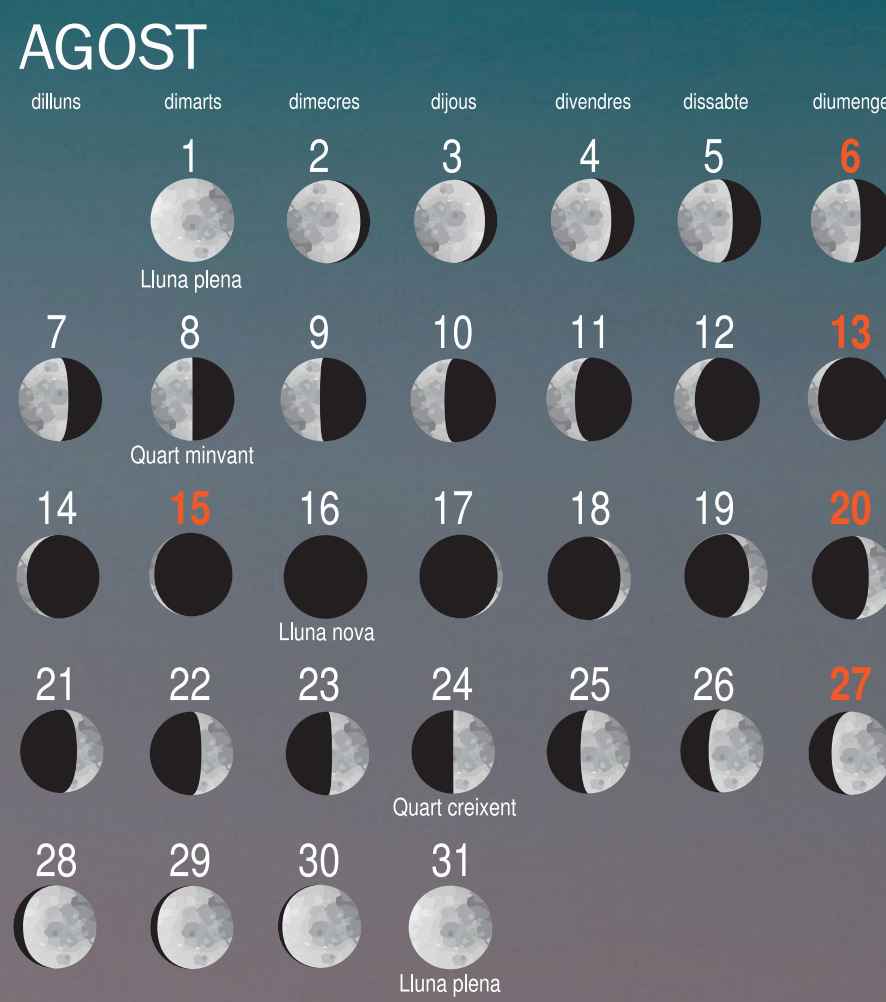 AGOST
dilluns dimarts dimecres dijous divendres dissabte diumenge
1 2 3 4 5 6
Lluna plena
7 8 9 10 11 12 13
Quart minvant
14 15 16 17 18 19 20
Lluna nova
21 22 23 24 25 26 27
Quart creixent
28 29 30 31
Lluna plena